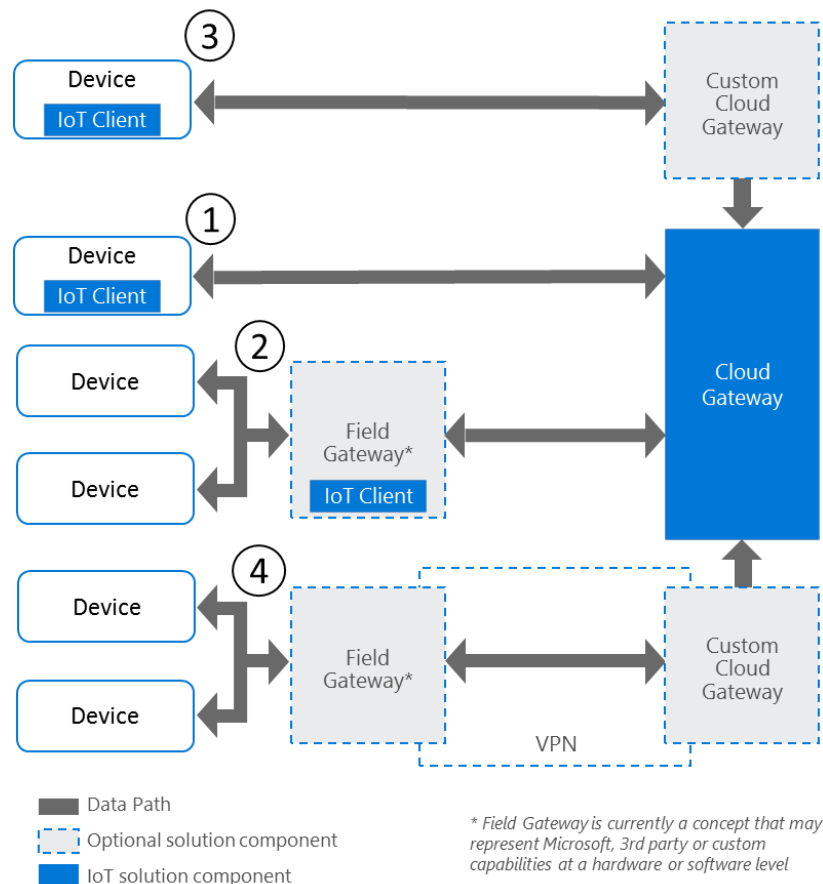 3
Device
IoT Client
Custom
Cloud
Gateway
1
Device
IoT Client
Cloud
Gateway
2
Device
Device
Field
Gateway*
IoT Client
4
Device
Device
Field
Gateway*
VPN
Custom
Cloud
Gateway
Data Path
Optional solution component
IoT solution component
* Field Gateway is currently a concept that may
represent Microsoft, 3rd party or custom
capabilities at a hardware or software level